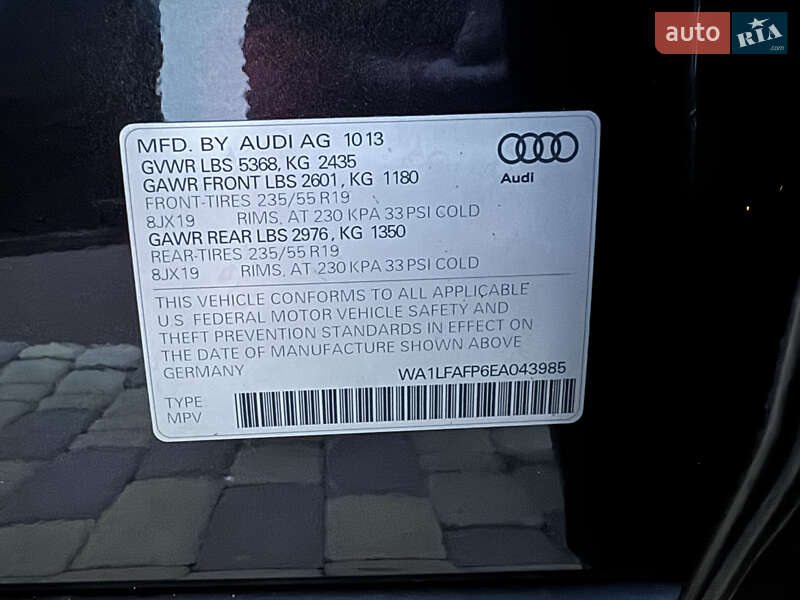 auto RIA
.com
MFD. BY AUDI AG 1013
GVWR LBS 5368, KG 2435
GAWR FRONT LBS 2601, KG 1180
FRONT-TIRES 235/55 R19
8JX19 RIMS, AT 230 KPA 33 PSI COLD
GAWR REAR LBS 2976, KG 1350
REAR-TIRES 235/55 R19
8JX19 RIMS, AT 230 KPA 33 PSI COLD
Audi
THIS VEHICLE CONFORMS TO ALL APPLICABLE
U.S FEDERAL MOTOR VEHICLE SAFETY AND
THEFT PREVENTION STANDARDS IN EFFECT ON
THE DATE OF MANUFACTURE SHOWN ABOVE
GERMANY WA1LFAFP6EA043985
TYPE
MPV